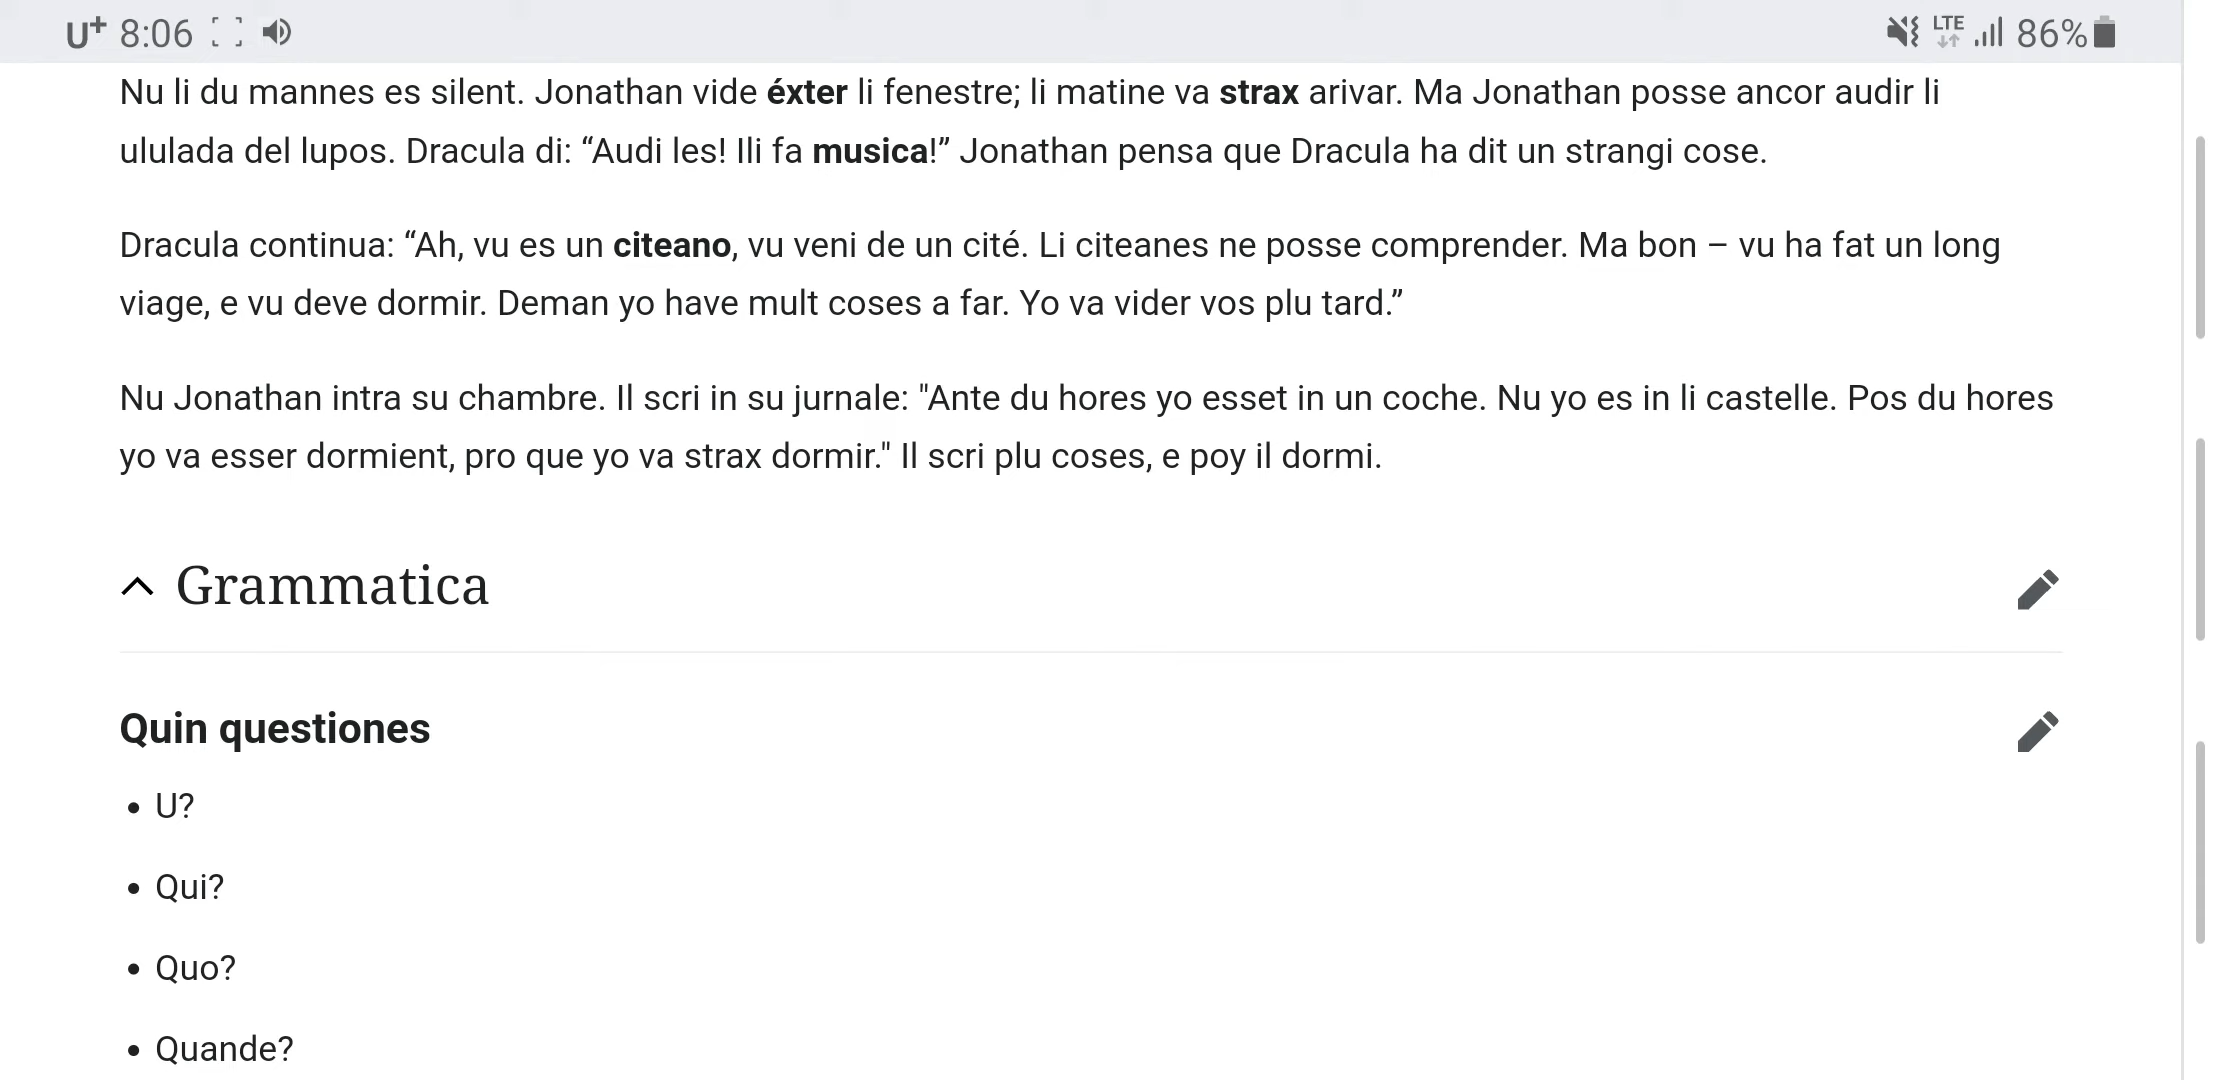 U+ 8:06 LTE 86%
Nu li du mannes es silent. Jonathan vide éxter li fenestre; li matine va strax arivar. Ma Jonathan posse ancor audir li
ululada del lupos. Dracula di: “Audi les! Ili fa musica!” Jonathan pensa que Dracula ha dit un strangi cose.
Dracula continua: “Ah, vu es un citeano, vu veni de un cité. Li citeanes ne posse comprender. Ma bon – vu ha fat un long
viage, e vu deve dormir. Deman yo have mult coses a far. Yo va vider vos plu tard.”
Nu Jonathan intra su chambre. Il scri in su jurnale: "Ante du hores yo esset in un coche. Nu yo es in li castelle. Pos du hores
yo va esser dormient, pro que yo va strax dormir." Il scri plu coses, e poy il dormi.
Grammatica
Quin questiones
• U?
• Qui?
• Quo?
• Quande?